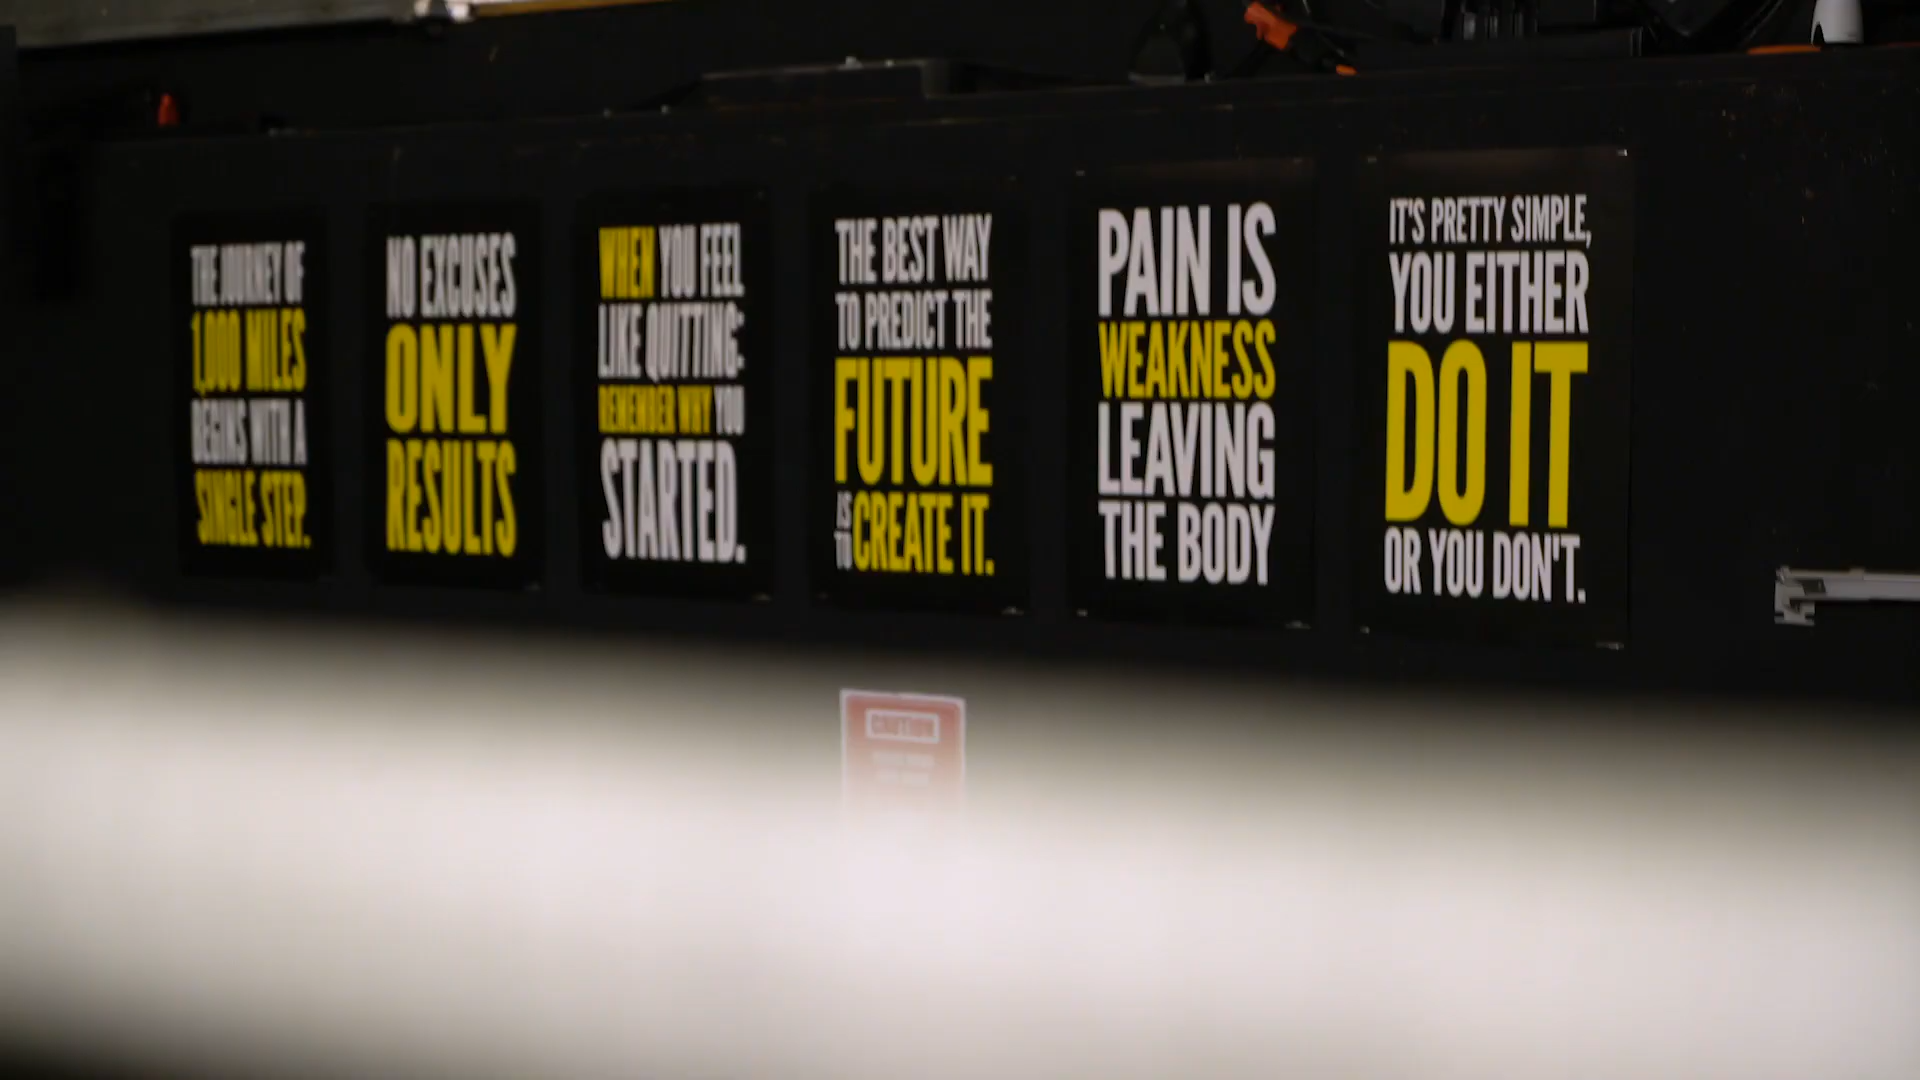 THE JOURNEY OF
1,000 MILES
BEGINS WITH A
SINGLE STEP.
NO EXCUSES
ONLY
RESULTS
WHEN YOU FEEL
LIKE QUITTING:
REMEMBER WHY YOU
STARTED.
THE BEST WAY
TO PREDICT THE
FUTURE
IS
TO CREATE IT.
PAIN IS
WEAKNESS
LEAVING
THE BODY
IT'S PRETTY SIMPLE,
YOU EITHER
DO IT
OR YOU DON'T.
CAUTION